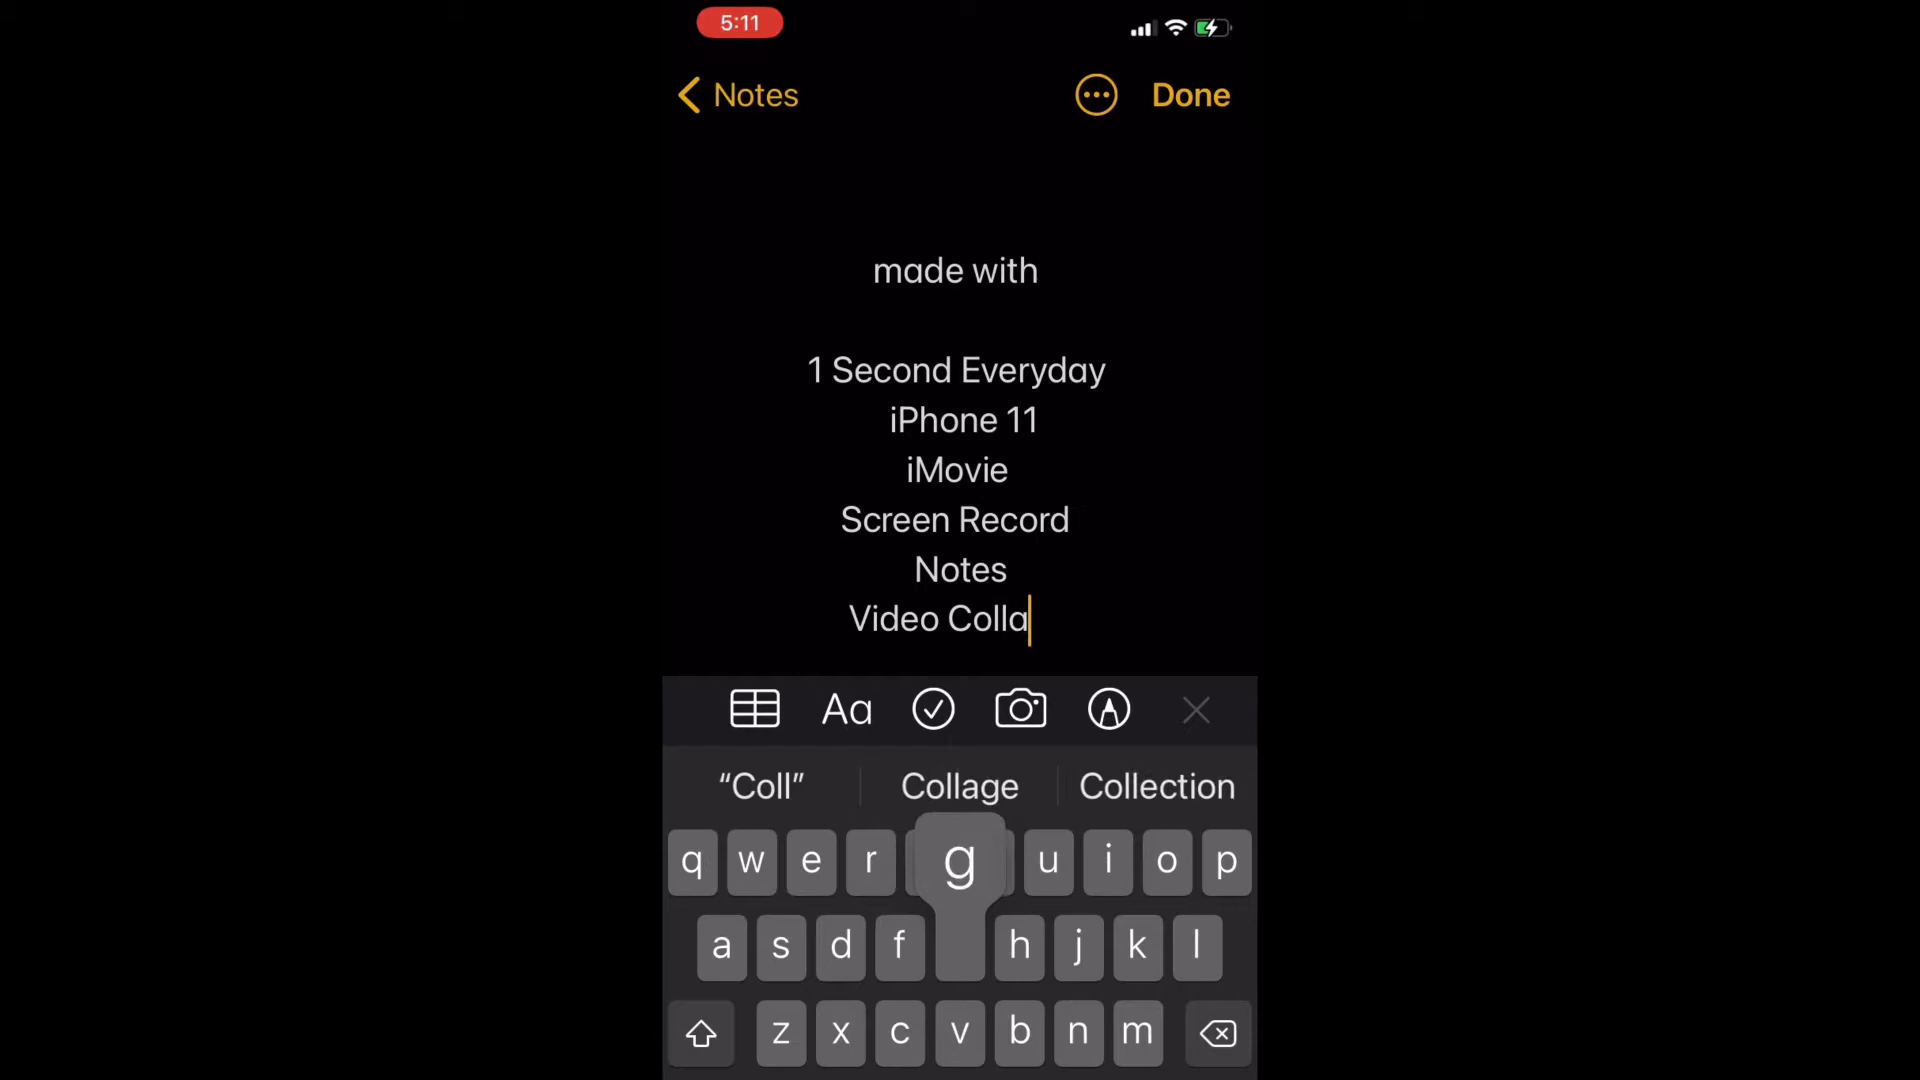 5:11
Notes Done
made with
1 Second Everyday
iPhone 11
iMovie
Screen Record
Notes
Video Colla
Aa
“Coll” Collage Collection
q w e r g u i o p
a s d f h j k l
z x c v b n m